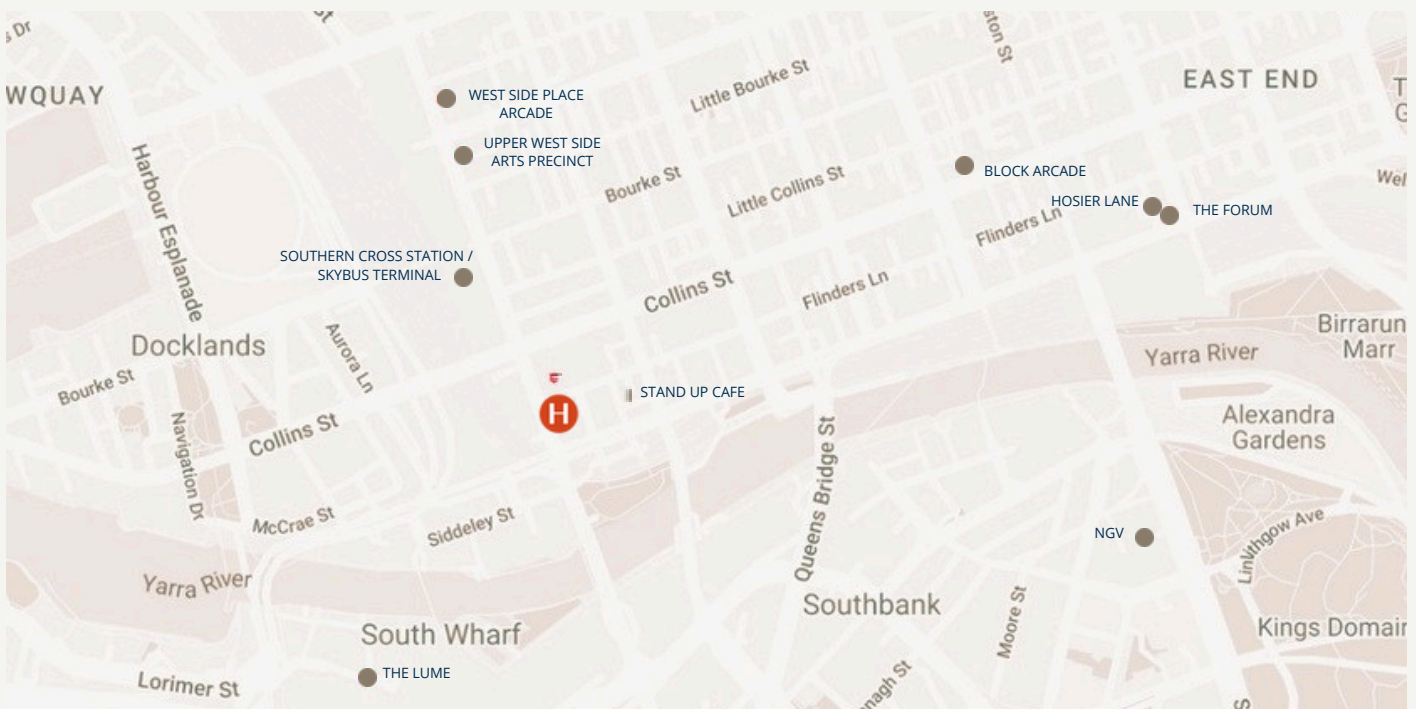 WQUAY
Harbour Esplanade
WEST SIDE PLACE
ARCADE
UPPER WEST SIDE
ARTS PRECINCT
Little Bourke St
EAST END
Bourke St
Little Collins St
BLOCK ARCADE
HOSIER LANE
THE FORUM
Flinders Ln
SOUTHERN CROSS STATION /
SKYBUS TERMINAL
Collins St
Flinders Ln
Docklands
Aurora Ln
Bourke St
Birrarun
Marr
Yarra River
H
STAND UP CAFE
Alexandra
Gardens
Navigation Dr
Collins St
McCrae St
Siddeley St
Queens Bridge St
NGV
Linlithgow Ave
Yarra River
Southbank
Moore St
South Wharf
Kings Domain
THE LUME
Lorimer St